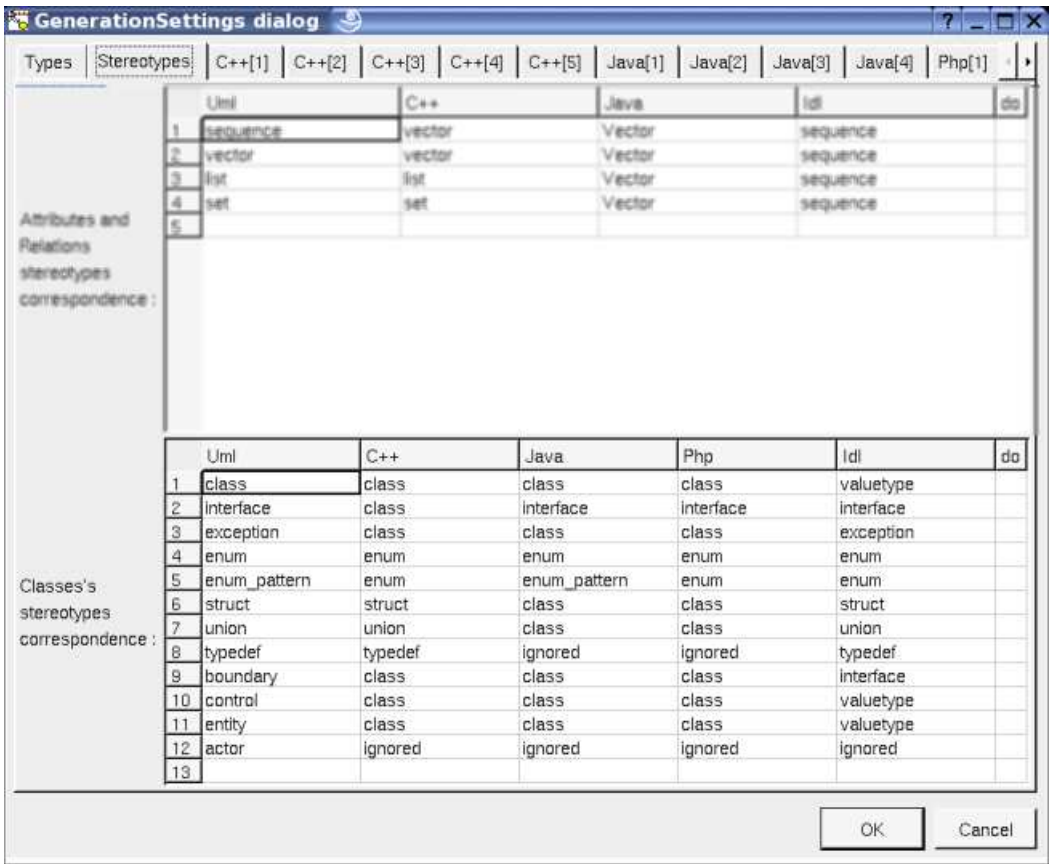 GenerationSettings dialog ?
Types Stereotypes C++[1] C++[2] C++[3] C++[4] C++[5] Java[1] Java[2] Java[3] Java[4] Php[1]
Uml C++ Java Idl do
1 sequence vector Vector sequence
2 vector vector Vector sequence
3 list list Vector sequence
4 set set Vector sequence
5
Attributes and
Relations
stereotypes
correspondence :
Uml C++ Java Php Idl do
1 class class class class valuetype
2 interface class interface interface interface
3 exception class class class exception
4 enum enum enum enum enum
5 enum_pattern enum enum_pattern enum enum
6 struct struct class class struct
7 union union class class union
8 typedef typedef ignored ignored typedef
9 boundary class class class interface
10 control class class class valuetype
11 entity class class class valuetype
12 actor ignored ignored ignored ignored
13
Classes's
stereotypes
correspondence :
OK Cancel